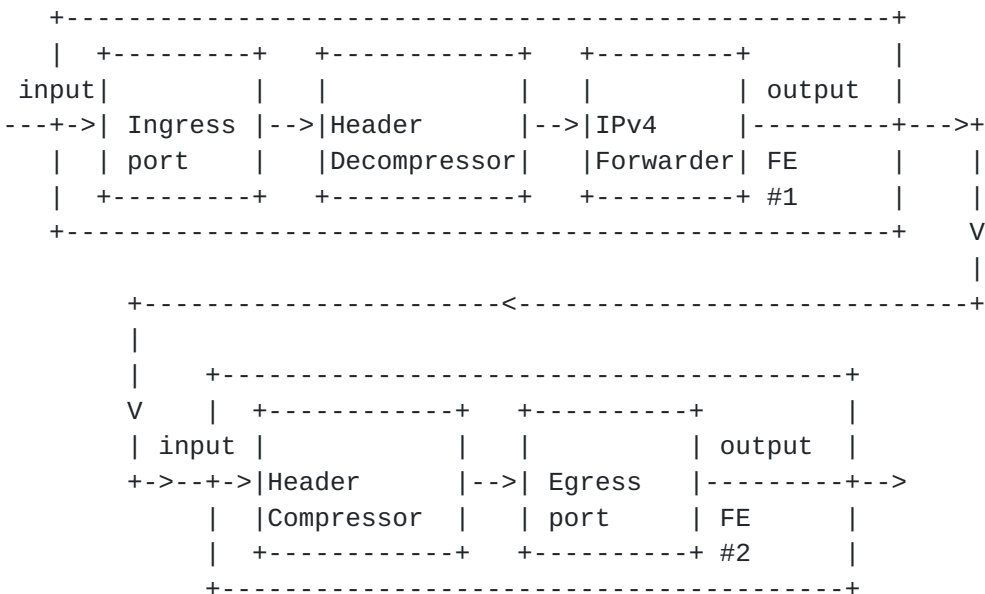 input output
Ingress Header IPv4
port Decompressor Forwarder FE
#1
input output
Header Egress
Compressor port FE
#2